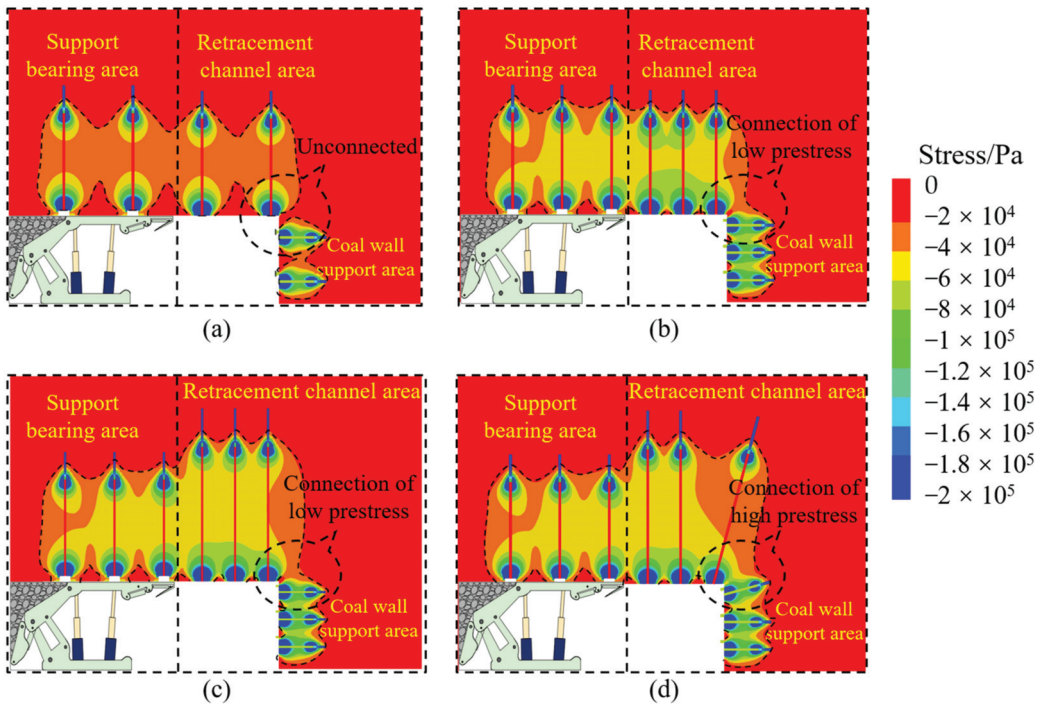 Support
bearing area
Retracement
channel area
Unconnected
Coal wall
support area
(a)
Support
bearing area
Retracement
channel area
Connection of
low prestress
Coal wall
support area
(b)
Support
bearing area
Retracement channel area
Connection of
low prestress
Coal wall
support area
(c)
Support
bearing area
Retracement channel area
Connection of
high prestress
Coal wall
support area
(d)
Stress/Pa
0
−2 × 10⁴
−4 × 10⁴
−6 × 10⁴
−8 × 10⁴
−1 × 10⁵
−1.2 × 10⁵
−1.4 × 10⁵
−1.6 × 10⁵
−1.8 × 10⁵
−2 × 10⁵